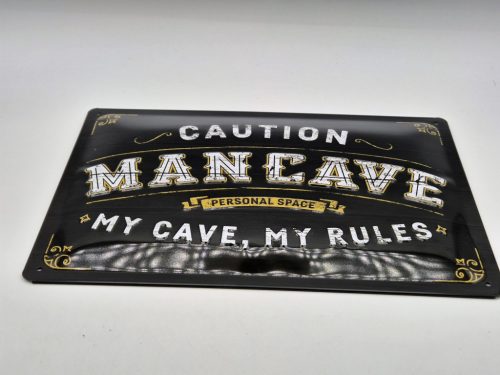 CAUTION
MANCAVE
PERSONAL SPACE
MY CAVE, MY RULES